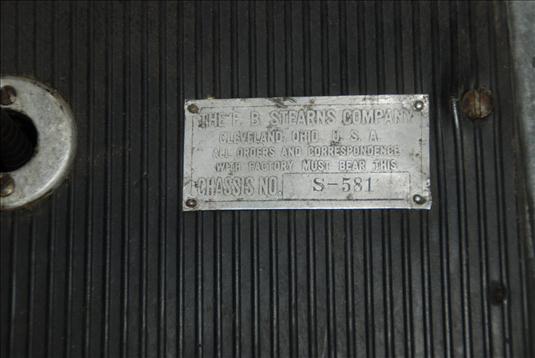 THE F. B. STEARNS COMPANY
CLEVELAND, OHIO, U. S. A.
ALL ORDERS AND CORRESPONDENCE
WITH FACTORY MUST BEAR THIS
CHASSIS NO. S-581